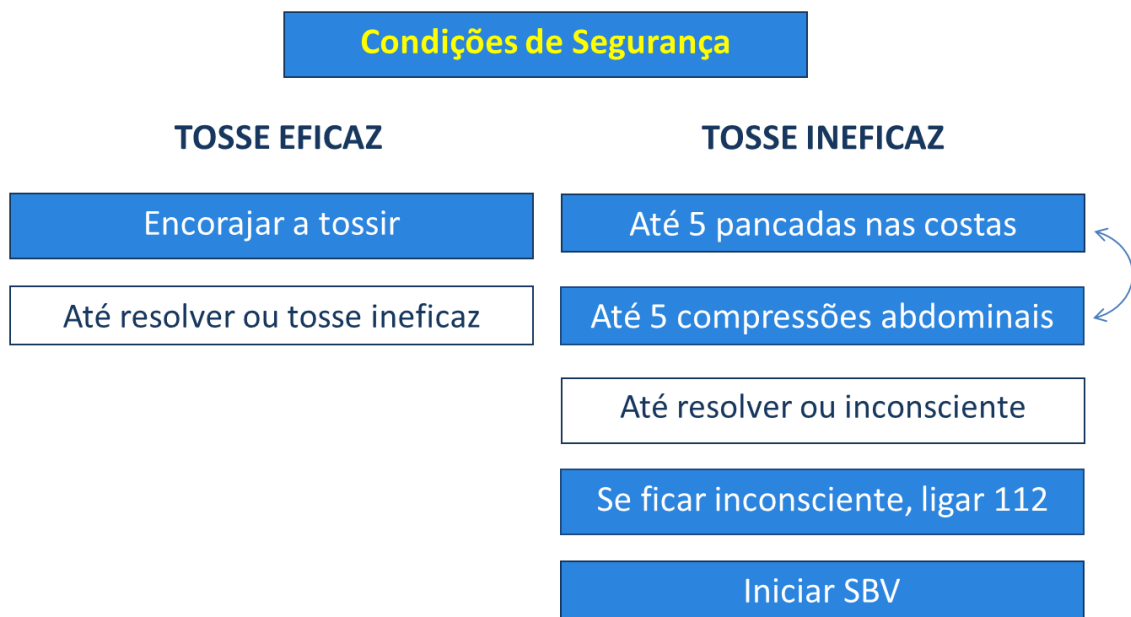 Condições de Segurança
TOSSE EFICAZ
Encorajar a tossir
Até resolver ou tosse ineficaz
TOSSE INEFICAZ
Até 5 pancadas nas costas
Até 5 compressões abdominais
Até resolver ou inconsciente
Se ficar inconsciente, ligar 112
Iniciar SBV